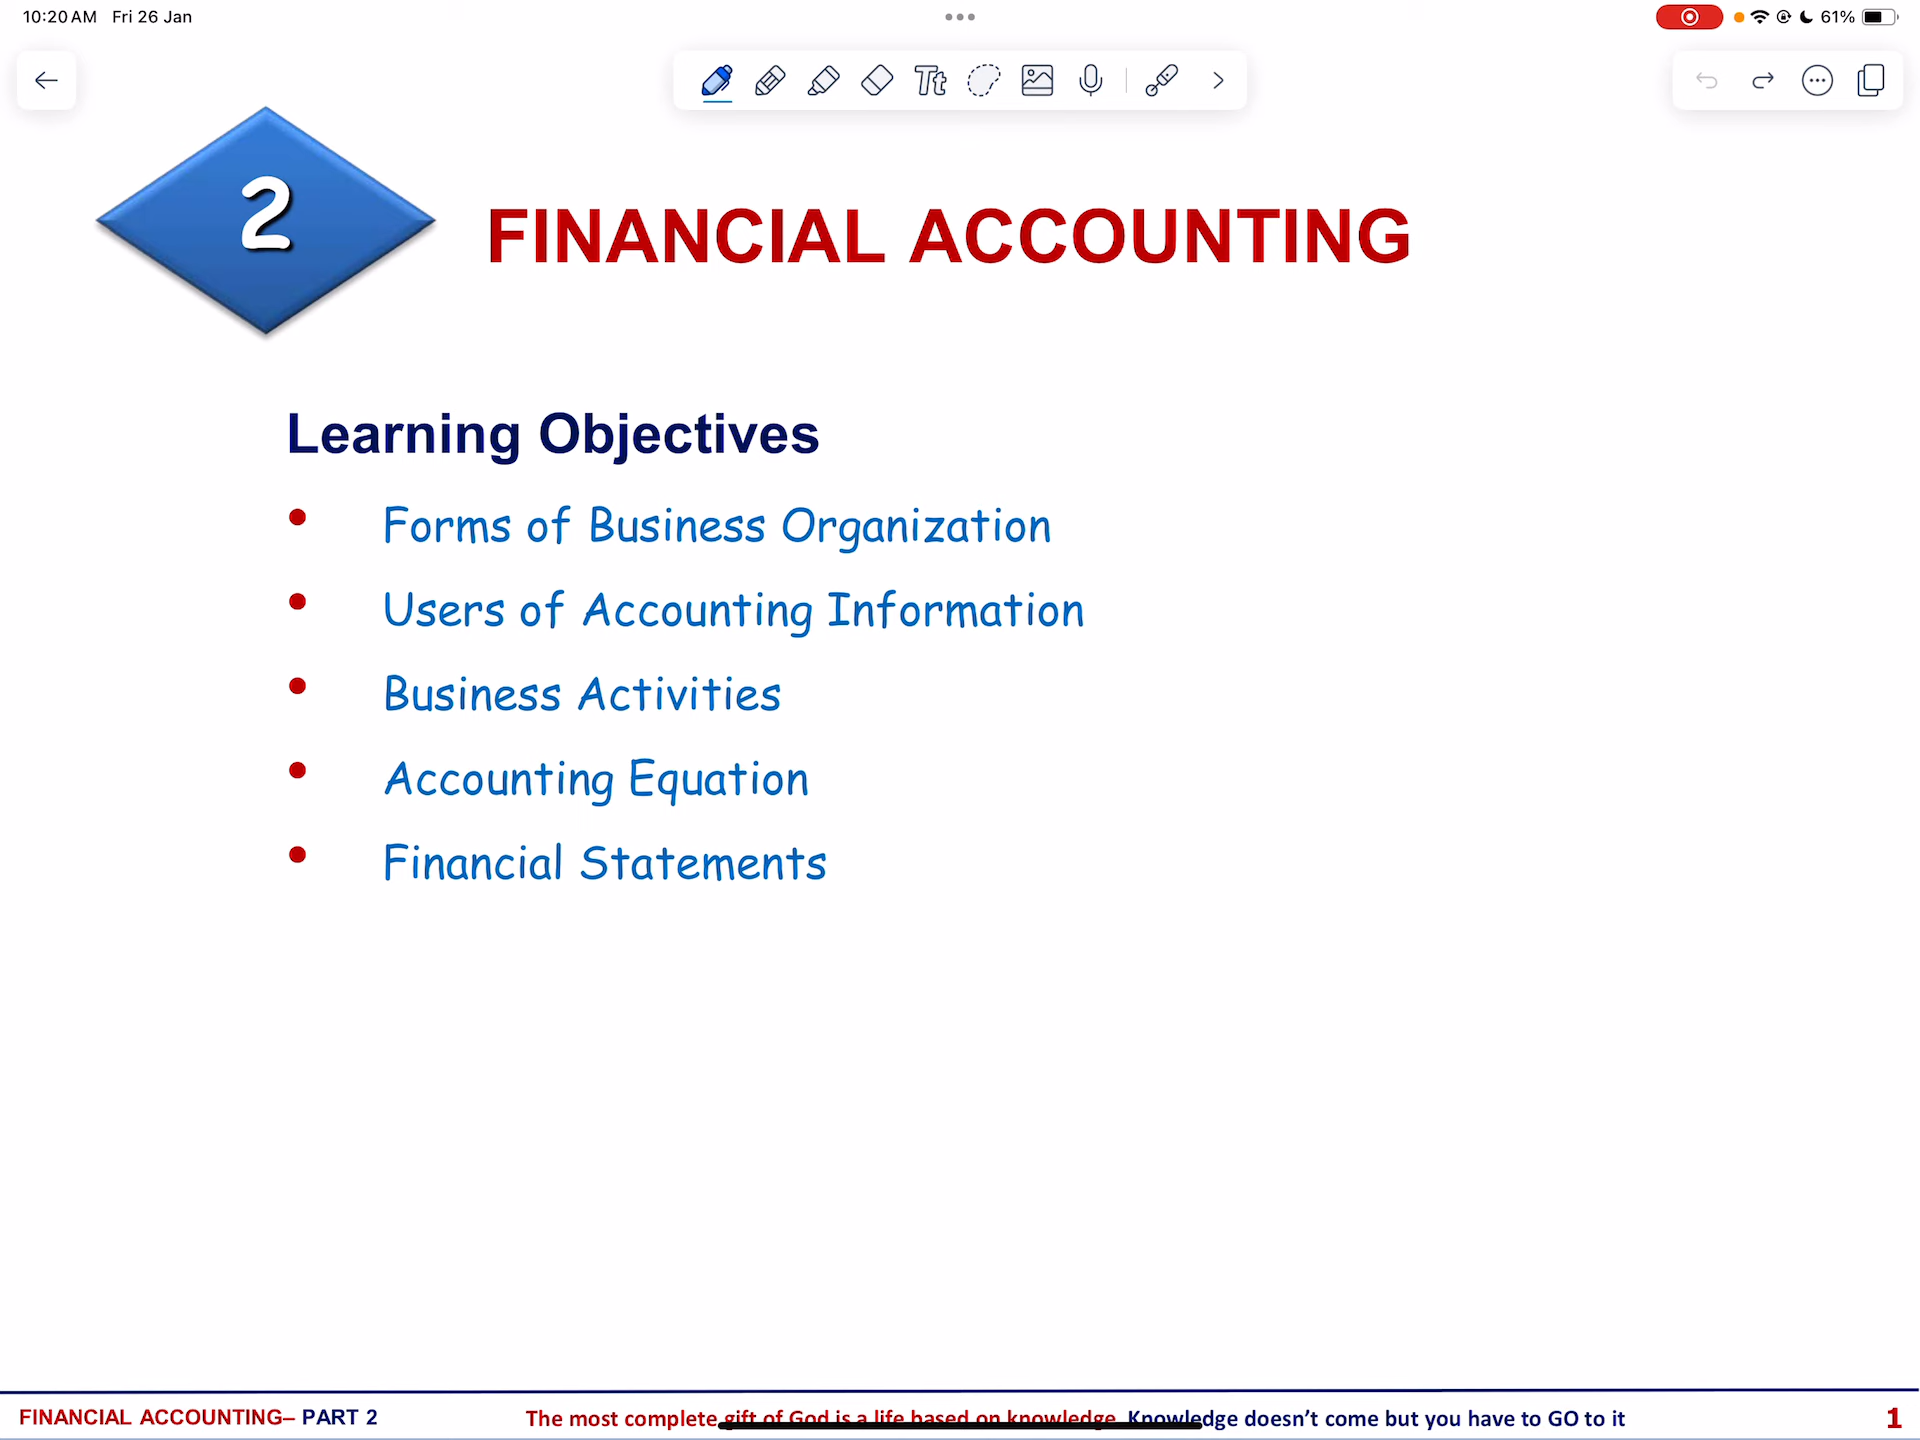 10:20 AM Fri 26 Jan
61%
Tt
2
FINANCIAL ACCOUNTING
Learning Objectives
• Forms of Business Organization
• Users of Accounting Information
• Business Activities
• Accounting Equation
• Financial Statements
FINANCIAL ACCOUNTING– PART 2
The most complete gift of God is a life based on knowledge. Knowledge doesn’t come but you have to GO to it
1